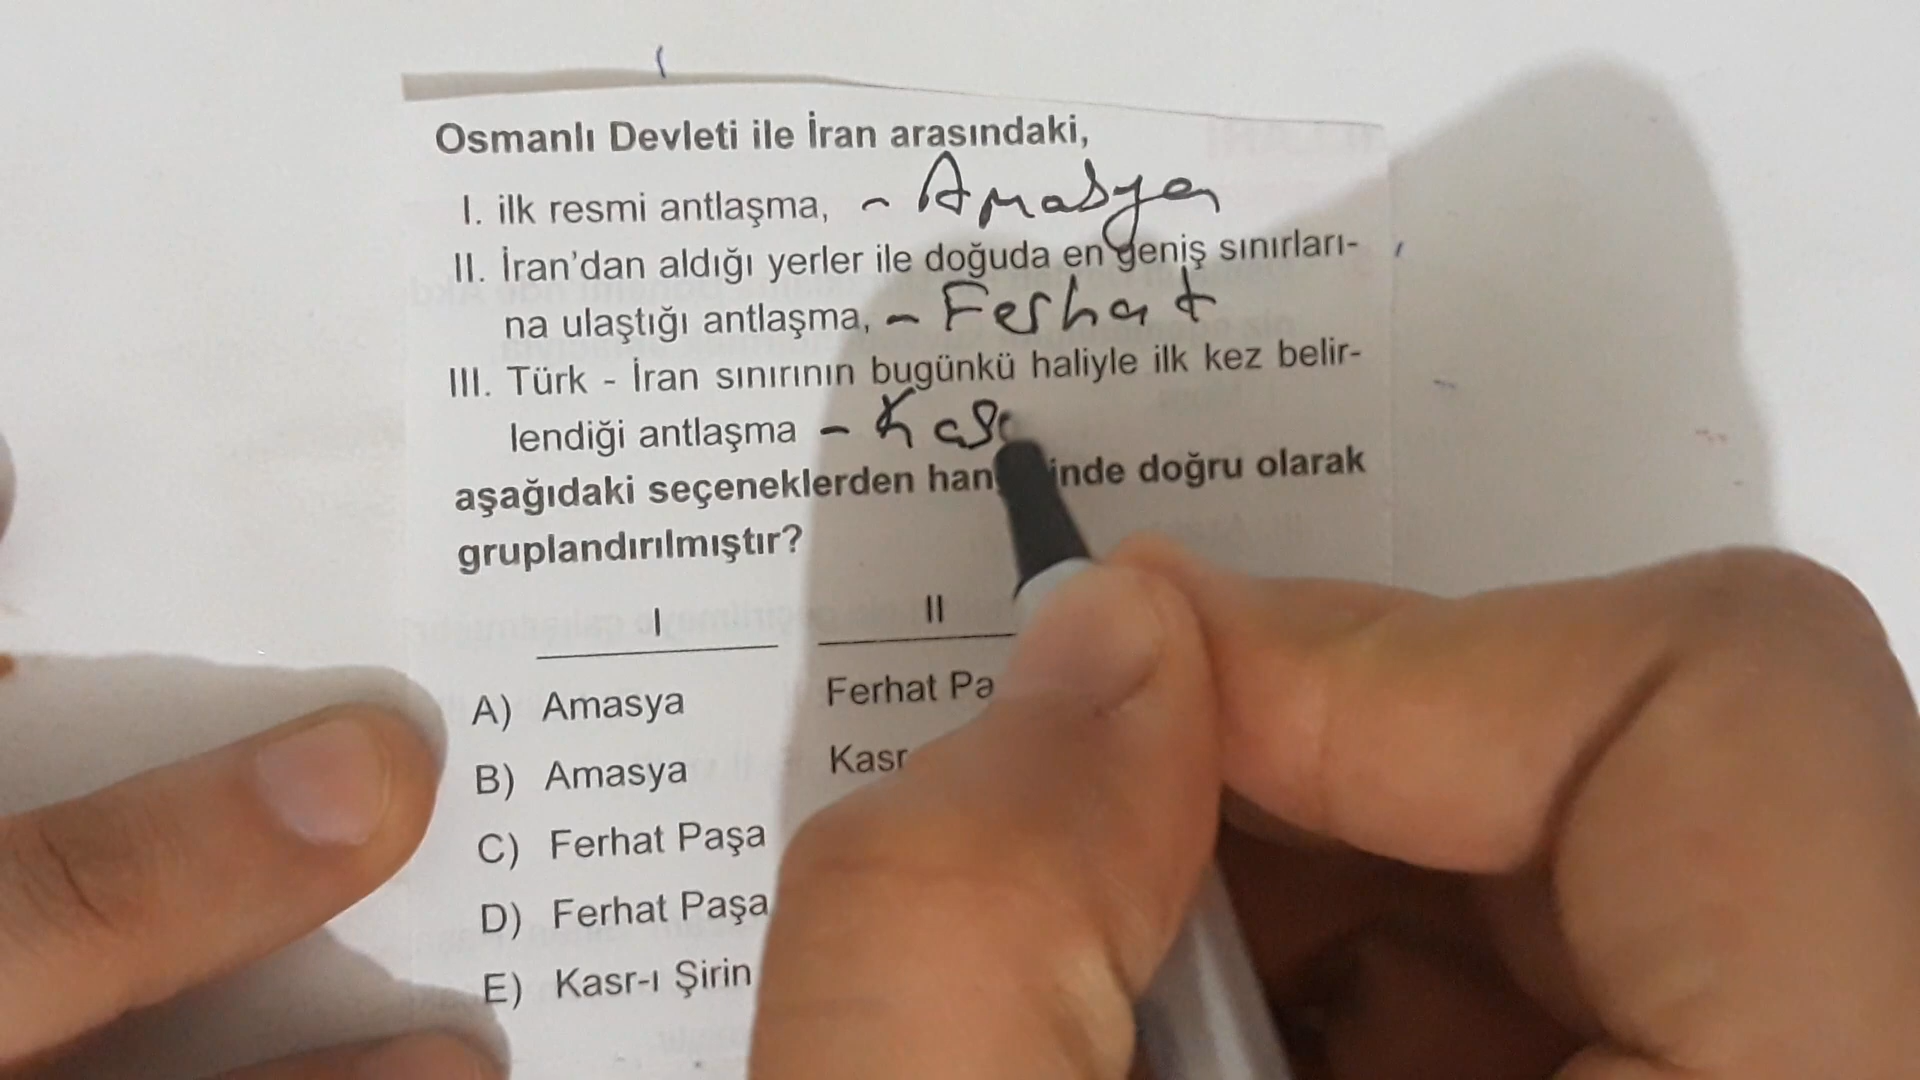 Osmanlı Devleti ile İran arasındaki,
I. ilk resmi antlaşma, - Amasya
II. İran'dan aldığı yerler ile doğuda en geniş sınırları-
na ulaştığı antlaşma, - Ferhat
III. Türk - İran sınırının bugünkü haliyle ilk kez belir-
lendiği antlaşma - Kas
aşağıdaki seçeneklerden han inde doğru olarak
gruplandırılmıştır?
I II
A) Amasya Ferhat Pa
B) Amasya Kasr
C) Ferhat Paşa
D) Ferhat Paşa
E) Kasr-ı Şirin